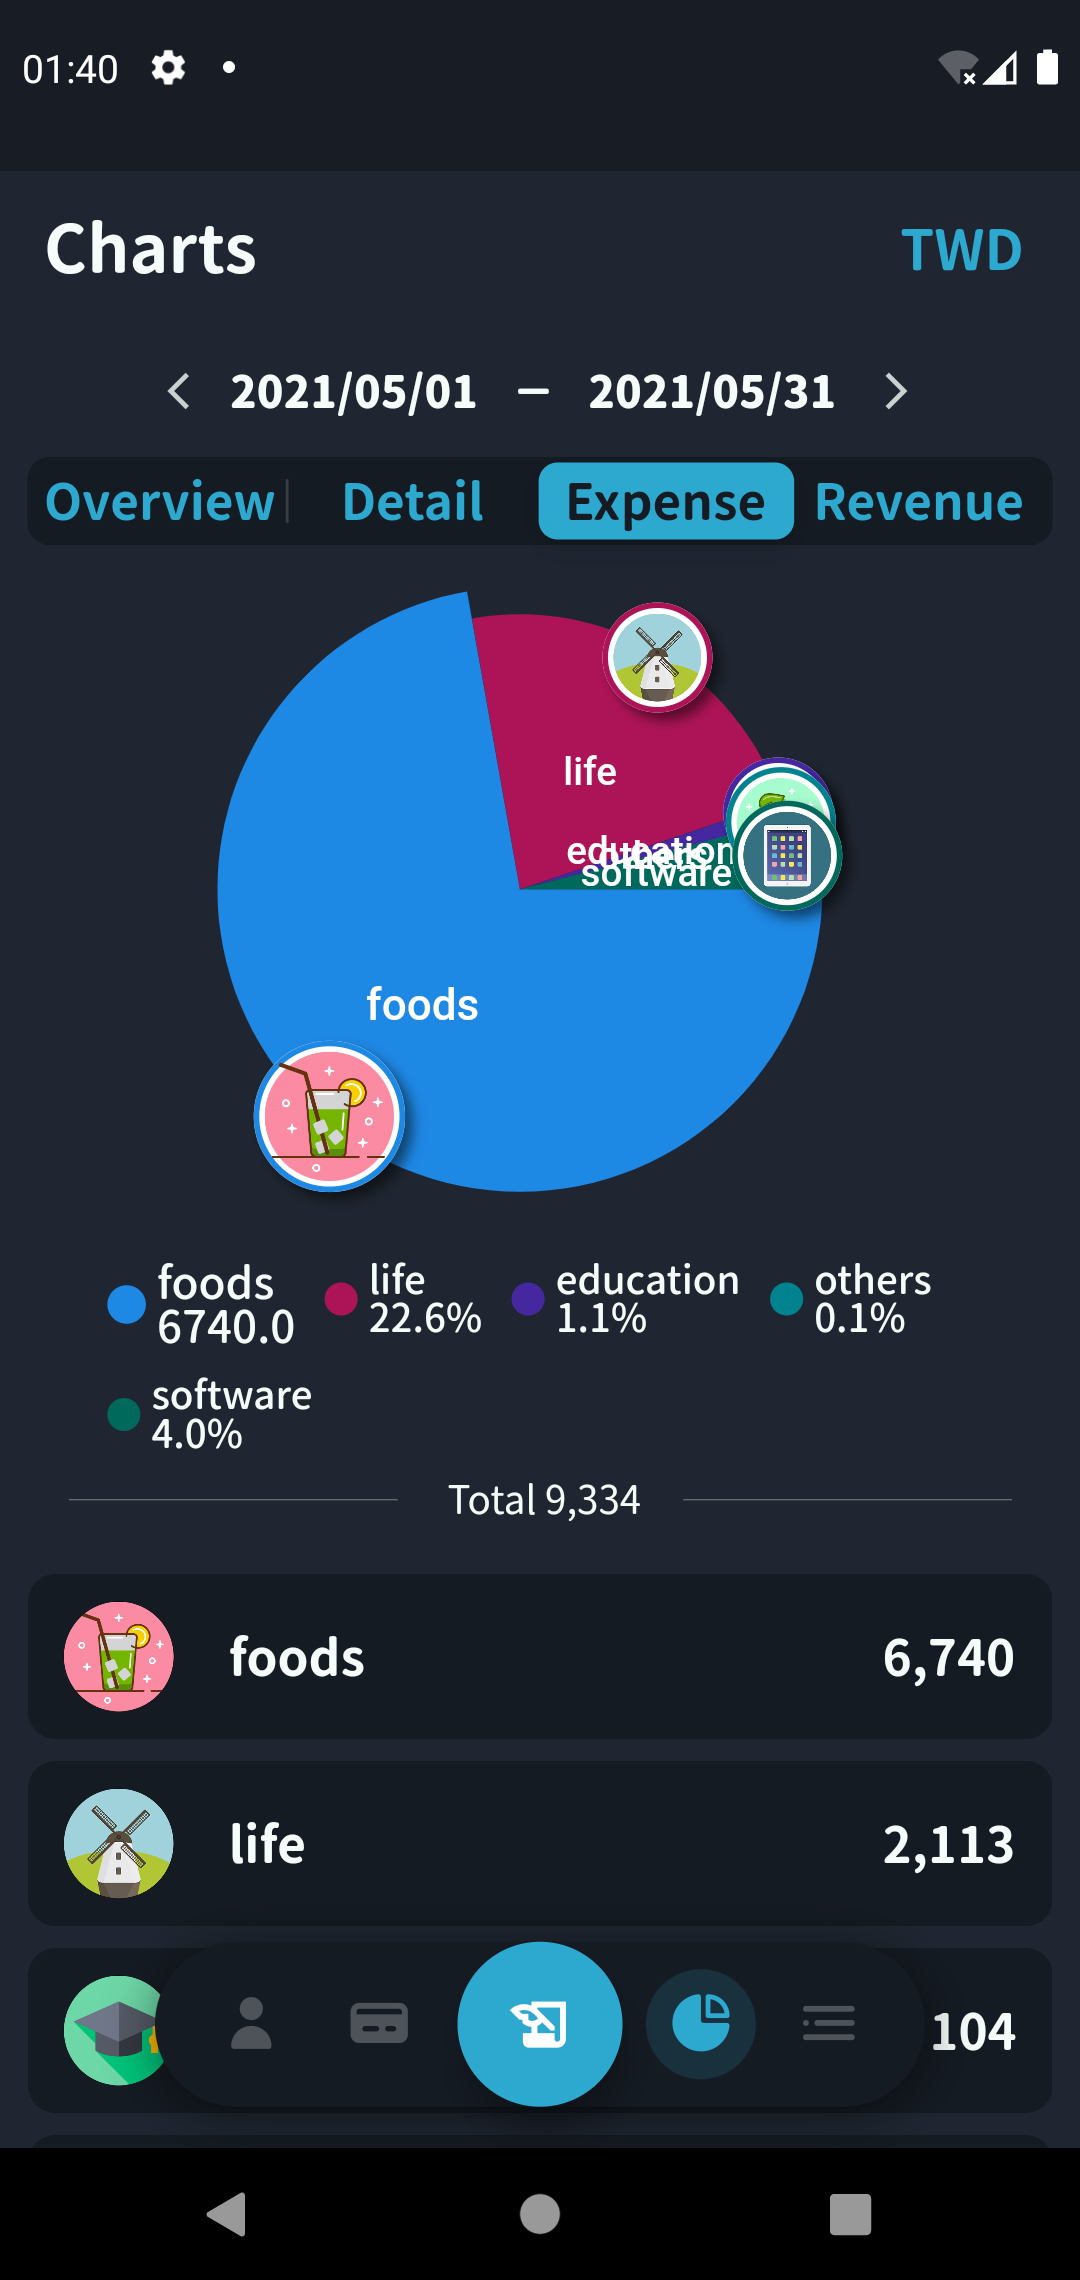 01:40
Charts
TWD
2021/05/01 – 2021/05/31
Overview
Detail
Expense
Revenue
life
education
software
foods
foods
6740.0
life
22.6%
education
1.1%
others
0.1%
software
4.0%
Total 9,334
foods
6,740
life
2,113
104